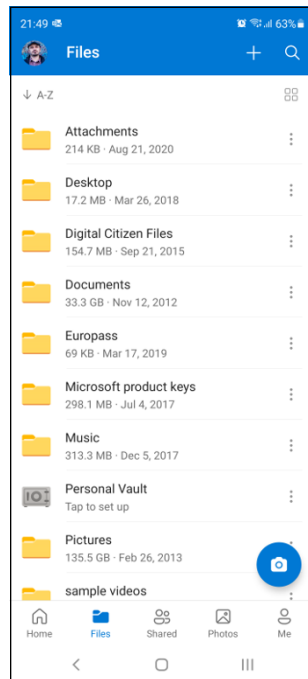 21:49
63%
Files
A-Z
Attachments
214 KB · Aug 21, 2020
Desktop
17.2 MB · Mar 26, 2018
Digital Citizen Files
154.7 MB · Sep 21, 2015
Documents
33.3 GB · Nov 12, 2012
Europass
69 KB · Mar 17, 2019
Microsoft product keys
298.1 MB · Jul 4, 2017
Music
313.3 MB · Dec 5, 2017
Personal Vault
Tap to set up
Pictures
135.5 GB · Feb 26, 2013
sample videos
Home Files Shared Photos Me